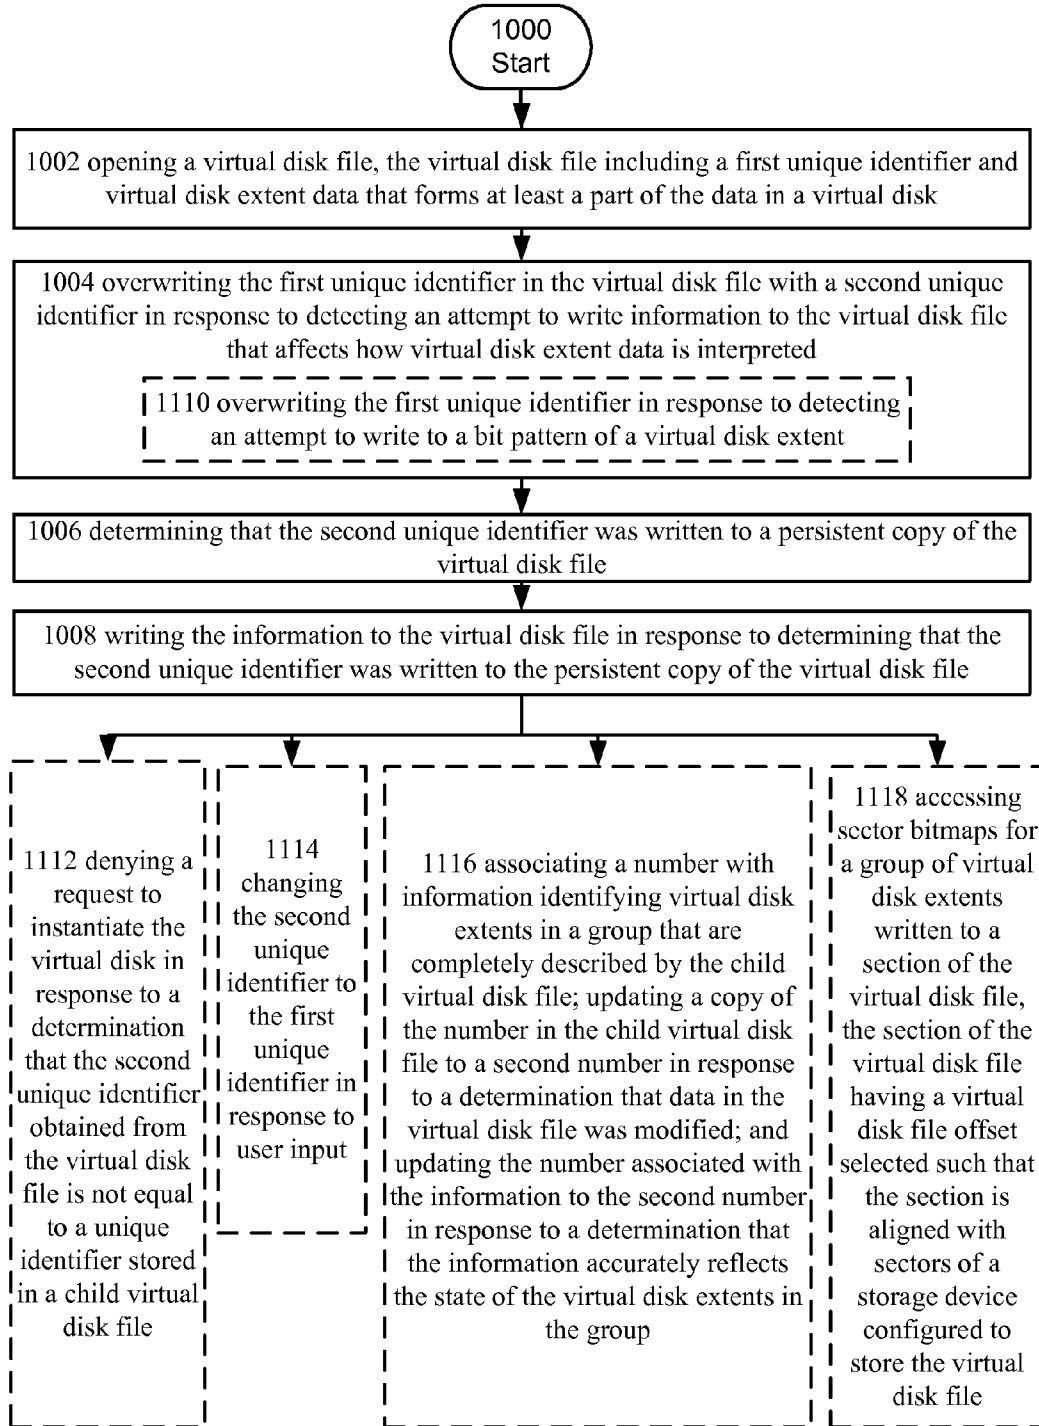 1000
Start
1002 opening a virtual disk file, the virtual disk file including a first unique identifier and
virtual disk extent data that forms at least a part of the data in a virtual disk
1004 overwriting the first unique identifier in the virtual disk file with a second unique
identifier in response to detecting an attempt to write information to the virtual disk file
that affects how virtual disk extent data is interpreted
1110 overwriting the first unique identifier in response to detecting
an attempt to write to a bit pattern of a virtual disk extent
1006 determining that the second unique identifier was written to a persistent copy of the
virtual disk file
1008 writing the information to the virtual disk file in response to determining that the
second unique identifier was written to the persistent copy of the virtual disk file
1112 denying a
request to
instantiate the
virtual disk in
response to a
determination
that the second
unique identifier
obtained from
the virtual disk
file is not equal
to a unique
identifier stored
in a child virtual
disk file
1114
changing
the second
unique
identifier to
the first
unique
identifier in
response to
user input
1116 associating a number with
information identifying virtual disk
extents in a group that are
completely described by the child
virtual disk file; updating a copy of
the number in the child virtual disk
file to a second number in response
to a determination that data in the
virtual disk file was modified; and
updating the number associated with
the information to the second number
in response to a determination that
the information accurately reflects
the state of the virtual disk extents in
the group
1118 accessing
sector bitmaps for
a group of virtual
disk extents
written to a
section of the
virtual disk file,
the section of the
virtual disk file
having a virtual
disk file offset
selected such that
the section is
aligned with
sectors of a
storage device
configured to
store the virtual
disk file